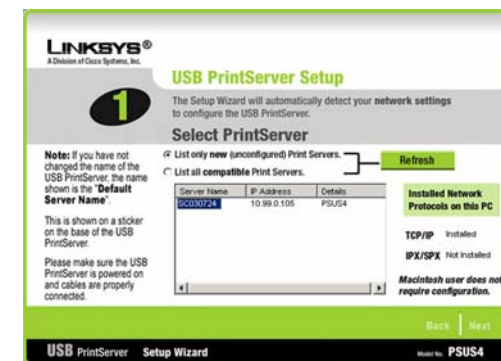 LINKSYS®
A Division of Cisco Systems, Inc.
USB PrintServer Setup
1
The Setup Wizard will automatically detect your network settings
to configure the USB PrintServer.
Select PrintServer
Note: If you have not
changed the name of the
USB PrintServer, the name
shown is the "Default
Server Name".
This is shown on a sticker
on the base of the USB
PrintServer.
Please make sure the USB
PrintServer is powered on
and cables are properly
connected.
List only new (unconfigured) Print Servers.
List all compatible Print Servers.
Refresh
Server Name IP Address Details
SC030724 10.99.0.105 PSUS4
Installed Network
Protocols on this PC
TCP/IP Installed
IPX/SPX Not Installed
Macintosh user does not
require configuration.
Back Next
USB PrintServer Setup Wizard
Model No. PSUS4